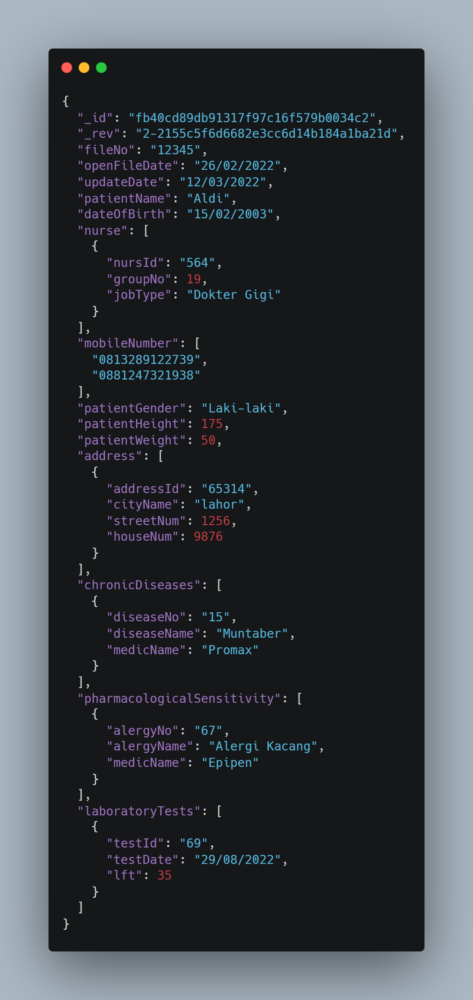 {
  "_id": "fb40cd89db91317f97c16f579b0034c2",
  "_rev": "2-2155c5f6d6682e3cc6d14b184a1ba21d",
  "fileNo": "12345",
  "openFileDate": "26/02/2022",
  "updateDate": "12/03/2022",
  "patientName": "Aldi",
  "dateOfBirth": "15/02/2003",
  "nurse": [
    {
      "nursId": "564",
      "groupNo": 19,
      "jobType": "Dokter Gigi"
    }
  ],
  "mobileNumber": [
    "0813289122739",
    "0881247321938"
  ],
  "patientGender": "Laki-laki",
  "patientHeight": 175,
  "patientWeight": 50,
  "address": [
    {
      "addressId": "65314",
      "cityName": "lahor",
      "streetNum": 1256,
      "houseNum": 9876
    }
  ],
  "chronicDiseases": [
    {
      "diseaseNo": "15",
      "diseaseName": "Muntaber",
      "medicName": "Promax"
    }
  ],
  "pharmacologicalSensitivity": [
    {
      "alergyNo": "67",
      "alergyName": "Alergi Kacang",
      "medicName": "Epipen"
    }
  ],
  "laboratoryTests": [
    {
      "testId": "69",
      "testDate": "29/08/2022",
      "lft": 35
    }
  ]
}